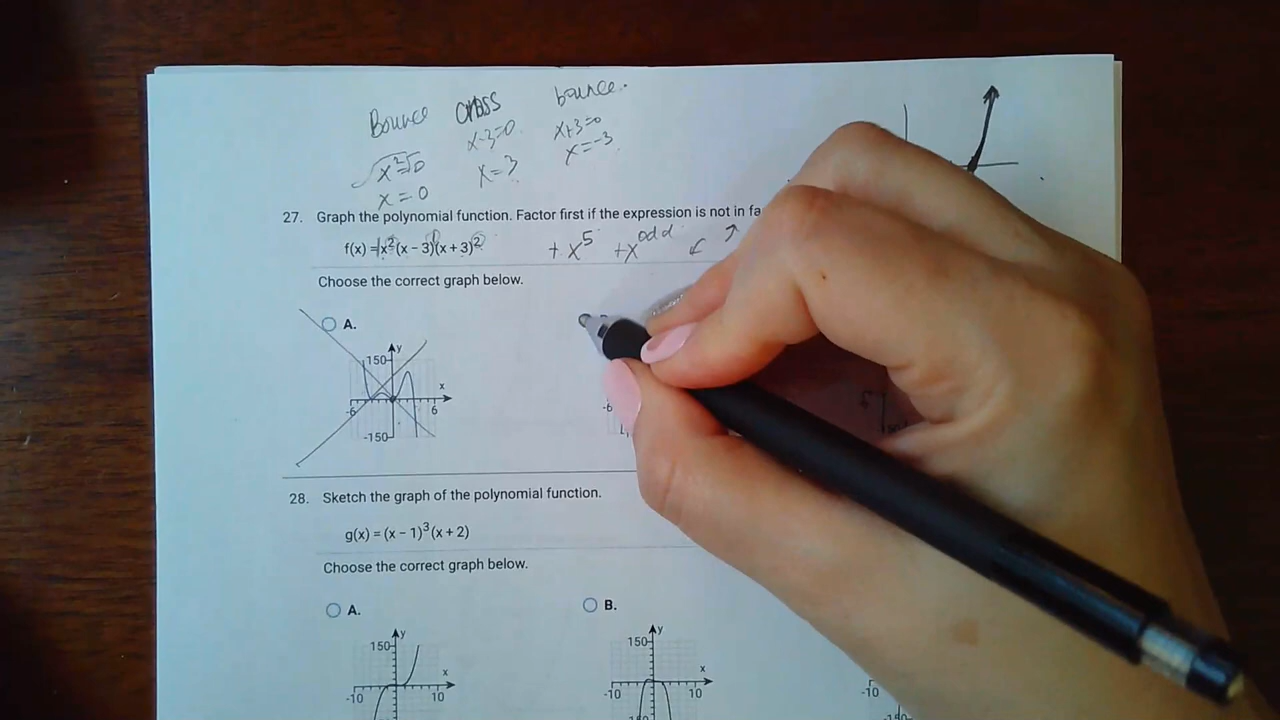 Bounce cross bounce.
x-3=0 x+3=0
x²=0 x=3 x=-3
x=0
27. Graph the polynomial function. Factor first if the expression is not in
f(x) = x²(x − 3)(x + 3)² + x⁵ +x^odd
Choose the correct graph below.
A.
y
150
x
-6 6 -6
-150
28. Sketch the graph of the polynomial function.
g(x) = (x − 1)³(x + 2)
Choose the correct graph below.
A. B.
y y
150 150
x x
-10 10 -10 10 -10